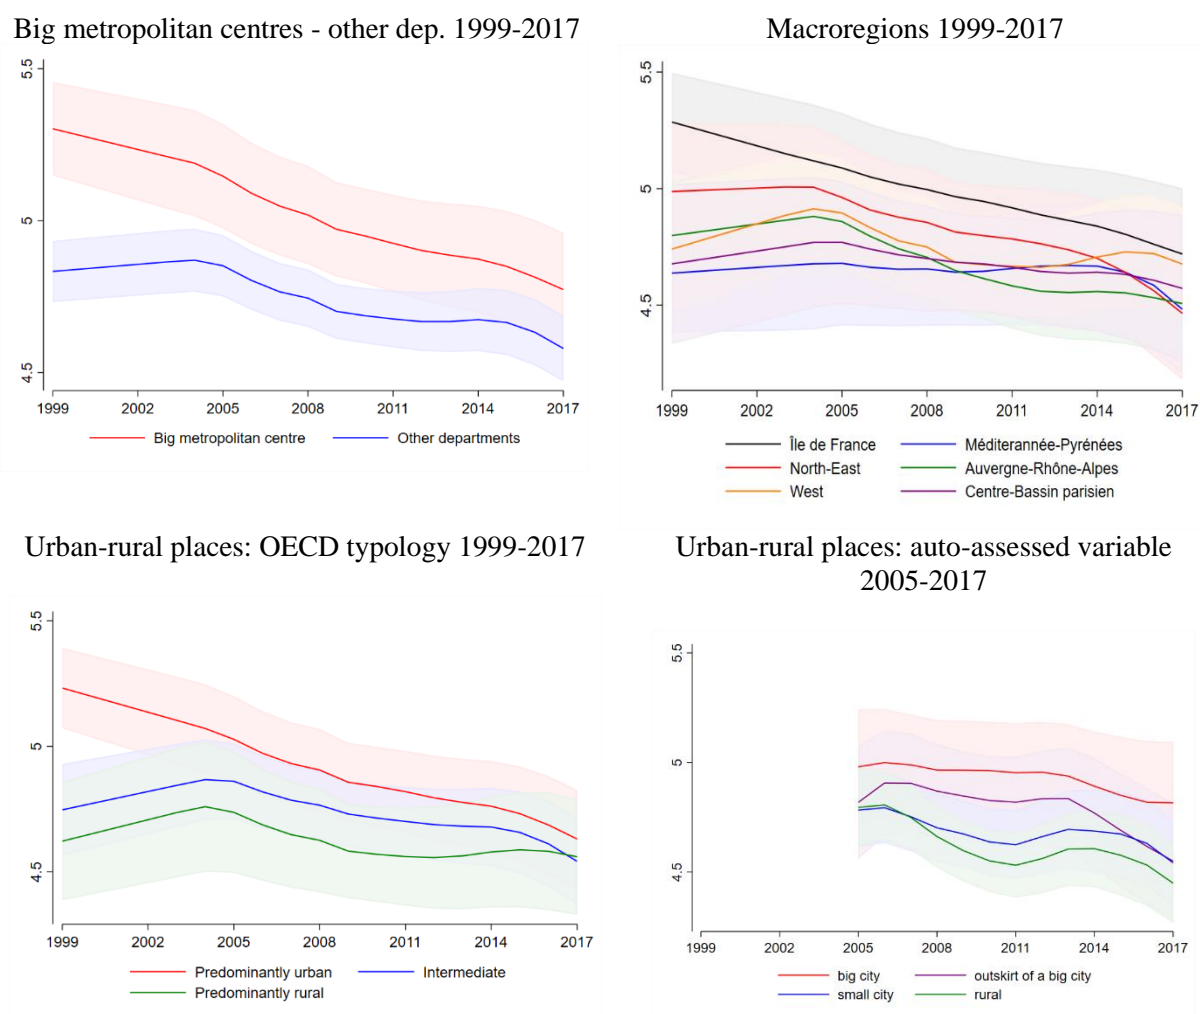 Big metropolitan centres - other dep. 1999-2017
5.5
5
4.5
1999 2002 2005 2008 2011 2014 2017
Big metropolitan centre Other departments
Macroregions 1999-2017
5.5
5
4.5
1999 2002 2005 2008 2011 2014 2017
Île de France Méditerannée-Pyrénées
North-East Auvergne-Rhône-Alpes
West Centre-Bassin parisien
Urban-rural places: OECD typology 1999-2017
5.5
5
4.5
1999 2002 2005 2008 2011 2014 2017
Predominantly urban Intermediate
Predominantly rural
Urban-rural places: auto-assessed variable
2005-2017
5.5
5
4.5
1999 2002 2005 2008 2011 2014 2017
big city outskirt of a big city
small city rural